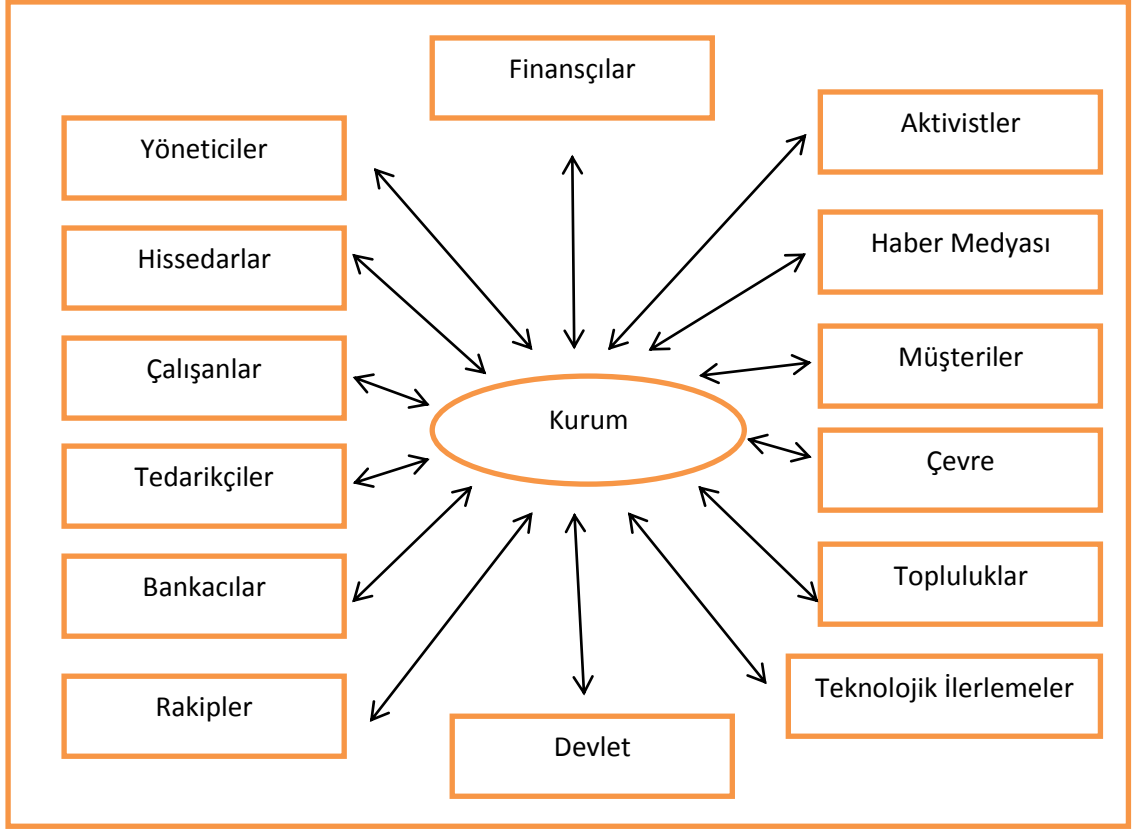 Finansçılar
Yöneticiler
Aktivistler
Hissedarlar
Haber Medyası
Çalışanlar
Müşteriler
Kurum
Tedarikçiler
Çevre
Bankacılar
Topluluklar
Rakipler
Teknolojik İlerlemeler
Devlet